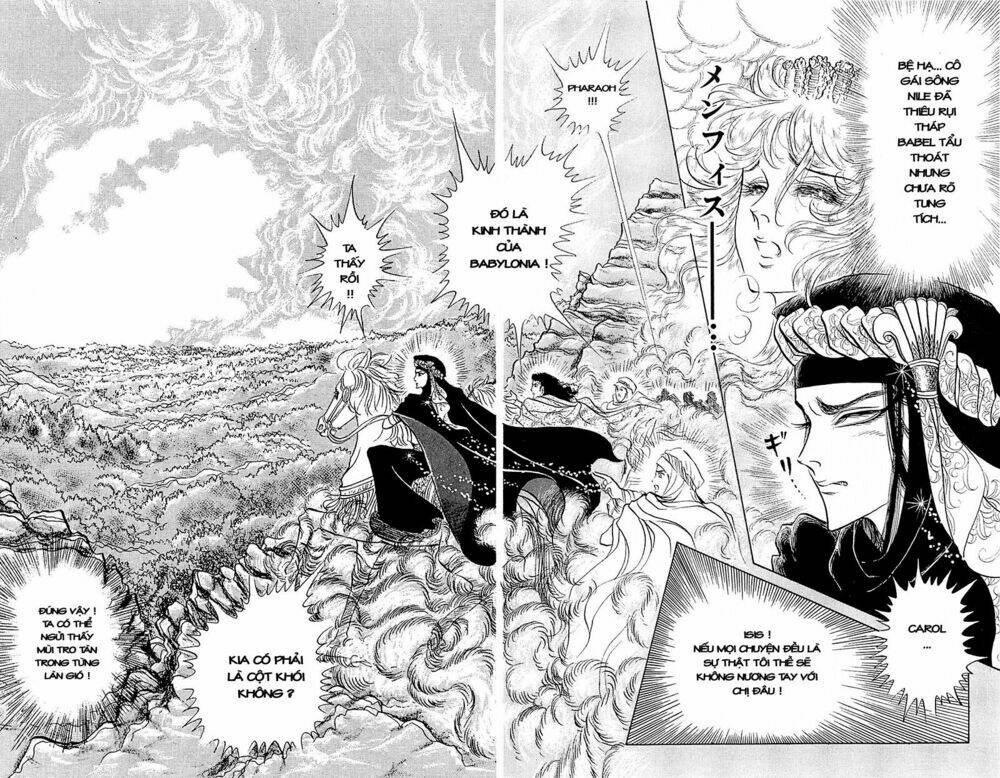 BỆ HẠ... CÔ
GÁI SÔNG
NILE ĐÃ
THIÊU RỤI
THÁP
BABEL TẨU
THOÁT
NHƯNG
CHƯA RÕ
TUNG
TÍCH...
メンフィス――…
ギリ…
CAROL
...
ISIS !
NẾU MỌI CHUYỆN ĐỀU LÀ
SỰ THẬT TÔI THỀ SẼ
KHÔNG NƯƠNG TAY VỚI
CHỊ ĐÂU !
PHARAOH
!!!
ĐÓ LÀ
KINH THÀNH
CỦA
BABYLONIA !
TA
THẤY
RỒI
!!
KIA CÓ PHẢI
LÀ CỘT KHÓI
KHÔNG ?
ĐÚNG VẬY !
TA CÓ THỂ
NGỬI THẤY
MÙI TRO TÀN
TRONG TỪNG
LÀN GIÓ !